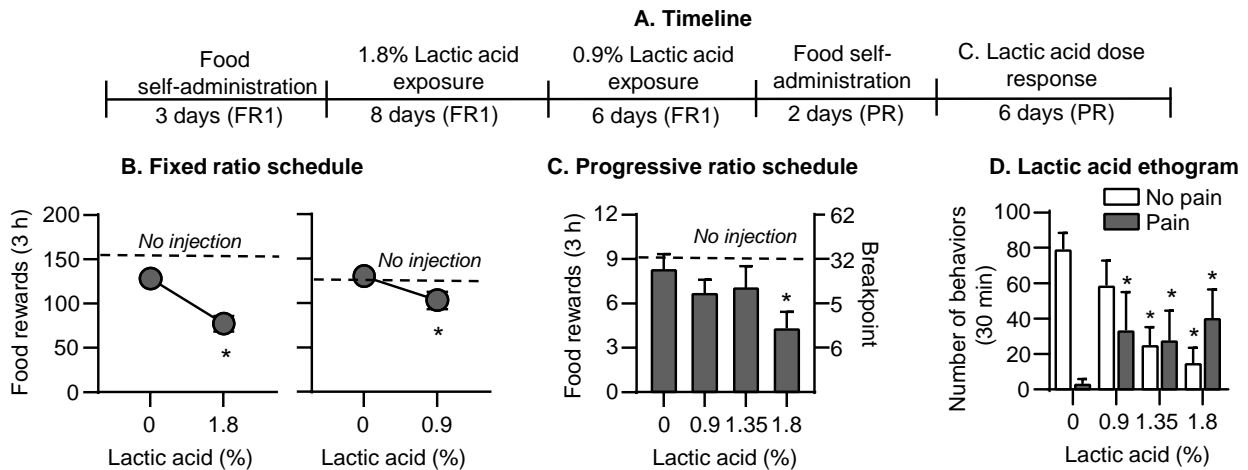 A. Timeline
Food
self-administration
3 days (FR1)
1.8% Lactic acid
exposure
8 days (FR1)
0.9% Lactic acid
exposure
6 days (FR1)
Food self-
administration
2 days (PR)
C. Lactic acid dose
response
6 days (PR)
B. Fixed ratio schedule
Food rewards (3 h)
200
150
100
50
0
No injection
*
0 1.8
Lactic acid (%)
No injection
*
0 0.9
Lactic acid (%)
C. Progressive ratio schedule
Food rewards (3 h)
12
9
6
3
0
No injection
*
62
32
5
6
Breakpoint
0 0.9 1.35 1.8
Lactic acid (%)
D. Lactic acid ethogram
No pain
Pain
Number of behaviors
(30 min)
100
80
60
40
20
0
* * * * *
0 0.9 1.35 1.8
Lactic acid (%)